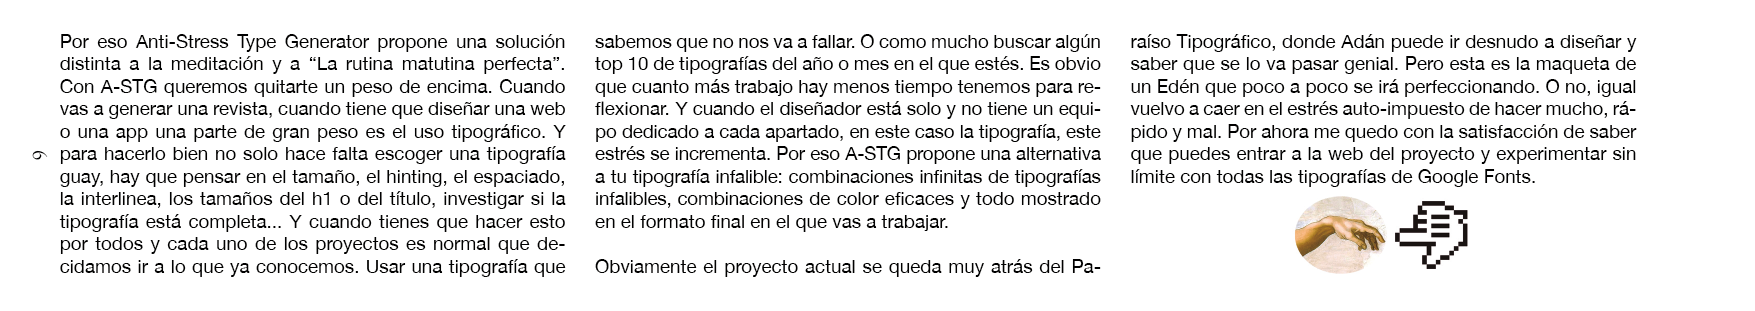 Por eso Anti-Stress Type Generator propone una solución
distinta a la meditación y a “La rutina matutina perfecta”.
Con A-STG queremos quitarte un peso de encima. Cuando
vas a generar una revista, cuando tiene que diseñar una web
o una app una parte de gran peso es el uso tipográfico. Y
para hacerlo bien no solo hace falta escoger una tipografía
guay, hay que pensar en el tamaño, el hinting, el espaciado,
la interlinea, los tamaños del h1 o del título, investigar si la
tipografía está completa... Y cuando tienes que hacer esto
por todos y cada uno de los proyectos es normal que de-
cidamos ir a lo que ya conocemos. Usar una tipografía que
sabemos que no nos va a fallar. O como mucho buscar algún
top 10 de tipografías del año o mes en el que estés. Es obvio
que cuanto más trabajo hay menos tiempo tenemos para re-
flexionar. Y cuando el diseñador está solo y no tiene un equi-
po dedicado a cada apartado, en este caso la tipografía, este
estrés se incrementa. Por eso A-STG propone una alternativa
a tu tipografía infalible: combinaciones infinitas de tipografías
infalibles, combinaciones de color eficaces y todo mostrado
en el formato final en el que vas a trabajar.
Obviamente el proyecto actual se queda muy atrás del Pa-
raíso Tipográfico, donde Adán puede ir desnudo a diseñar y
saber que se lo va pasar genial. Pero esta es la maqueta de
un Edén que poco a poco se irá perfeccionando. O no, igual
vuelvo a caer en el estrés auto-impuesto de hacer mucho, rá-
pido y mal. Por ahora me quedo con la satisfacción de saber
que puedes entrar a la web del proyecto y experimentar sin
límite con todas las tipografías de Google Fonts.